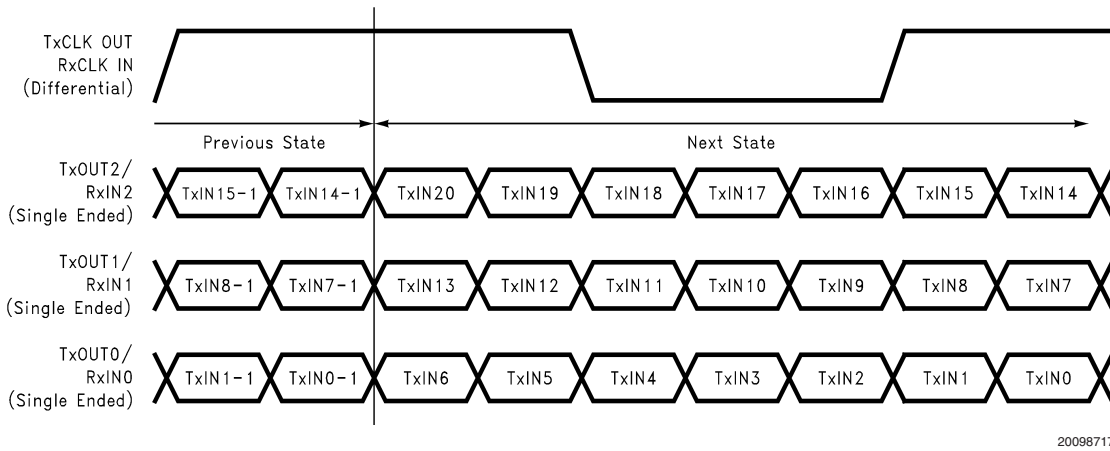 TxCLK OUT
RxCLK IN
(Differential)
Previous State
Next State
TxOUT2/
RxIN2
(Single Ended)
TxIN15-1 TxIN14-1 TxIN20 TxIN19 TxIN18 TxIN17 TxIN16 TxIN15 TxIN14
TxOUT1/
RxIN1
(Single Ended)
TxIN8-1 TxIN7-1 TxIN13 TxIN12 TxIN11 TxIN10 TxIN9 TxIN8 TxIN7
TxOUT0/
RxIN0
(Single Ended)
TxIN1-1 TxIN0-1 TxIN6 TxIN5 TxIN4 TxIN3 TxIN2 TxIN1 TxIN0
20098717